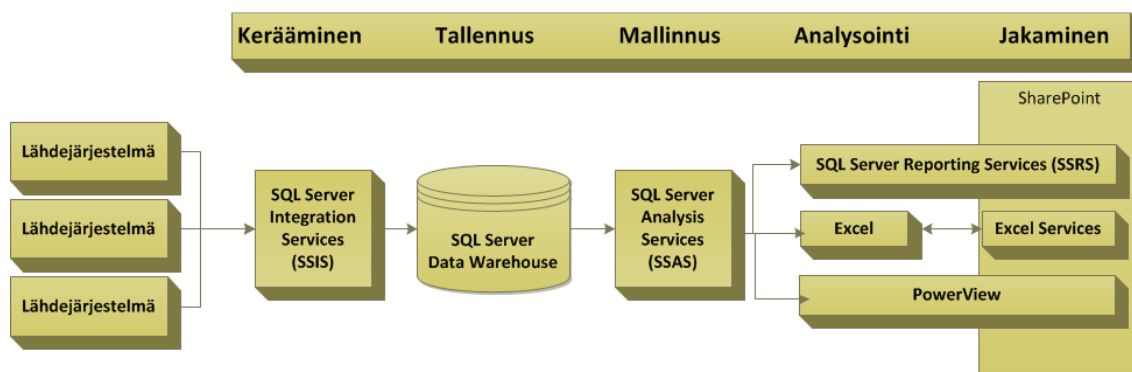 Kerääminen Tallennus Mallinnus Analysointi Jakaminen
SharePoint
Lähdejärjestelmä
Lähdejärjestelmä
Lähdejärjestelmä
SQL Server
Integration
Services
(SSIS)
SQL Server
Data Warehouse
SQL Server
Analysis
Services
(SSAS)
SQL Server Reporting Services (SSRS)
Excel
Excel Services
PowerView